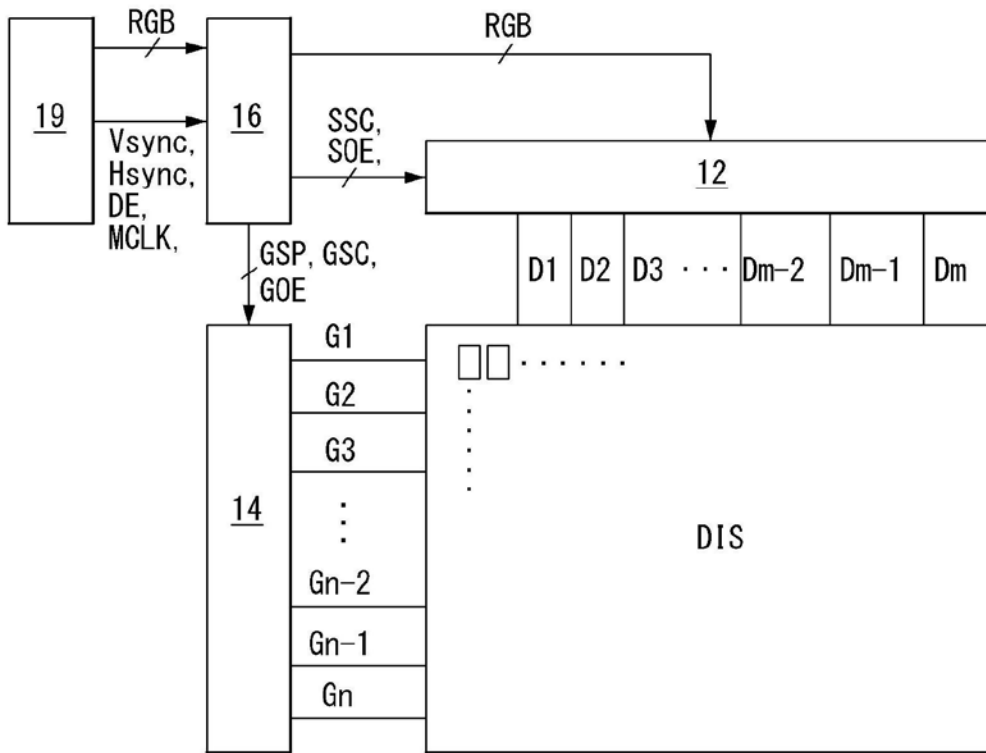 RGB
RGB
19
16
Vsync,
Hsync,
DE,
MCLK,
SSC,
SOE,
12
GSP, GSC,
GOE
D1 D2 D3 ··· Dm-2 Dm-1 Dm
G1
G2
G3
14
Gn-2
Gn-1
Gn
DIS